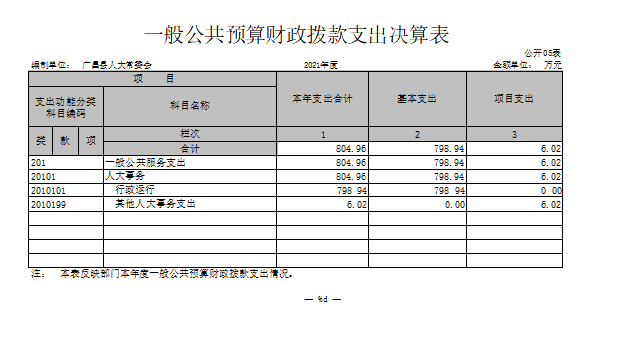 一般公共预算财政拨款支出决算表
公开05表
编制单位： 广昌县人大常委会 2021年度 金额单位： 万元
项 目 本年支出合计 基本支出 项目支出
支出功能分类科目编码 科目名称
类 款 项 栏次 1 2 3
合计 804.96 798.94 6.02
201 一般公共服务支出 804.96 798.94 6.02
20101 人大事务 804.96 798.94 6.02
2010101 行政运行 798 94 798 94 0 00
2010199 其他人大事务支出 6.02 0.00 6.02
注： 本表反映部门本年度一般公共预算财政拨款支出情况。
— %d —